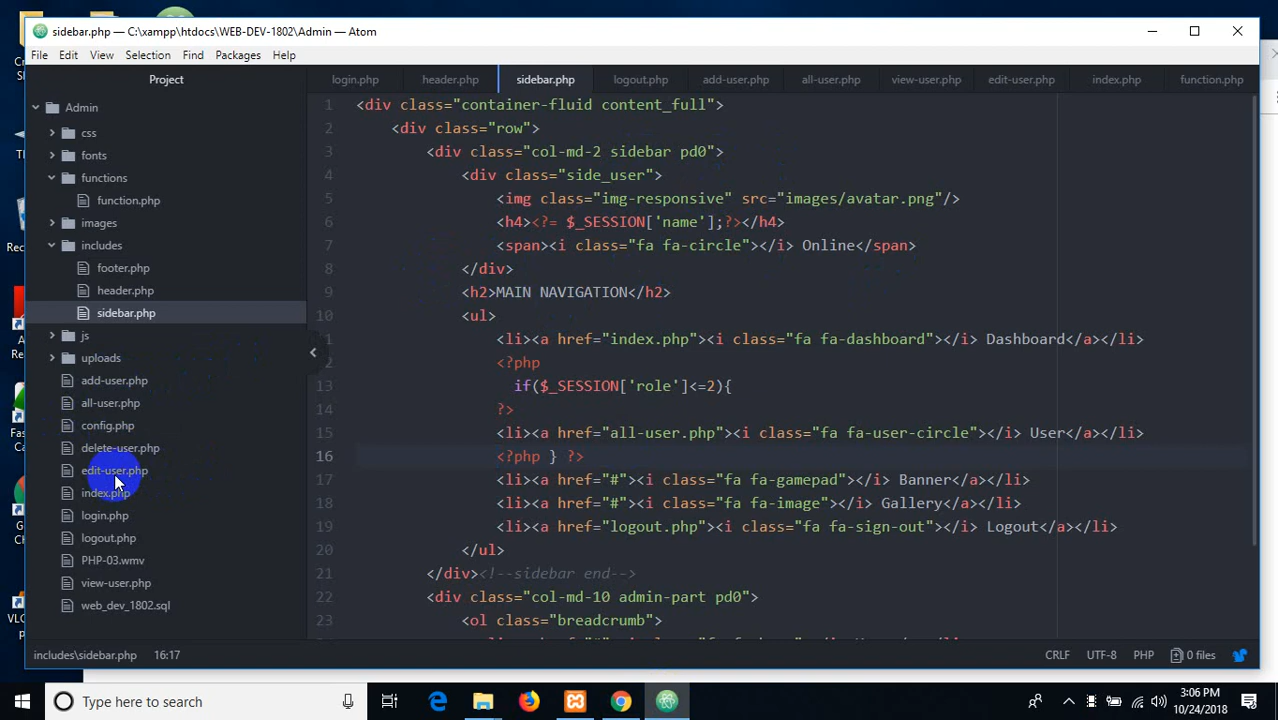 sidebar.php — C:\xampp\htdocs\WEB-DEV-1802\Admin — Atom
File Edit View Selection Find Packages Help
Project
login.php header.php sidebar.php logout.php add-user.php all-user.php view-user.php edit-user.php index.php function.php
Admin
css
fonts
functions
function.php
images
includes
footer.php
header.php
sidebar.php
js
uploads
add-user.php
all-user.php
config.php
delete-user.php
edit-user.php
index.php
login.php
logout.php
PHP-03.wmv
view-user.php
web_dev_1802.sql
1 <div class="container-fluid content_full">
2 <div class="row">
3 <div class="col-md-2 sidebar pd0">
4 <div class="side_user">
5 <img class="img-responsive" src="images/avatar.png"/>
6 <h4><?= $_SESSION['name'];?></h4>
7 <span><i class="fa fa-circle"></i> Online</span>
8 </div>
9 <h2>MAIN NAVIGATION</h2>
10 <ul>
11 <li><a href="index.php"><i class="fa fa-dashboard"></i> Dashboard</a></li>
12 <?php
13 if($_SESSION['role']<=2){
14 ?>
15 <li><a href="all-user.php"><i class="fa fa-user-circle"></i> User</a></li>
16 <?php } ?>
17 <li><a href="#"><i class="fa fa-gamepad"></i> Banner</a></li>
18 <li><a href="#"><i class="fa fa-image"></i> Gallery</a></li>
19 <li><a href="logout.php"><i class="fa fa-sign-out"></i> Logout</a></li>
20 </ul>
21 </div><!--sidebar end-->
22 <div class="col-md-10 admin-part pd0">
23 <ol class="breadcrumb">
includes\sidebar.php 16:17 CRLF UTF-8 PHP 0 files
Type here to search
3:06 PM
10/24/2018